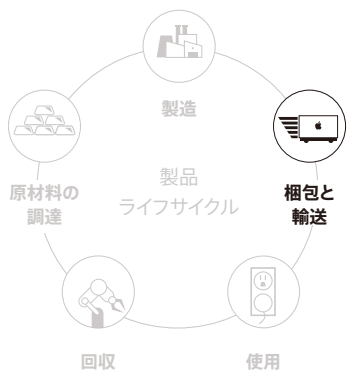 製造
原材料の
調達
製品
ライフサイクル
梱包と
輸送
回収
使用